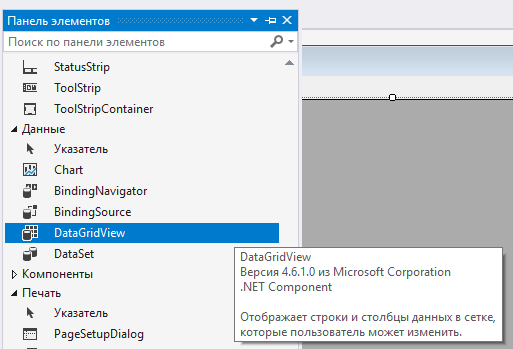 Панель элементов
Поиск по панели элементов
StatusStrip
ToolStrip
ToolStripContainer
Данные
Указатель
Chart
BindingNavigator
BindingSource
DataGridView
DataSet
Компоненты
Печать
Указатель
PageSetupDialog
DataGridView
Версия 4.6.1.0 из Microsoft Corporation
.NET Component
Отображает строки и столбцы данных в сетке,
которые пользователь может изменить.